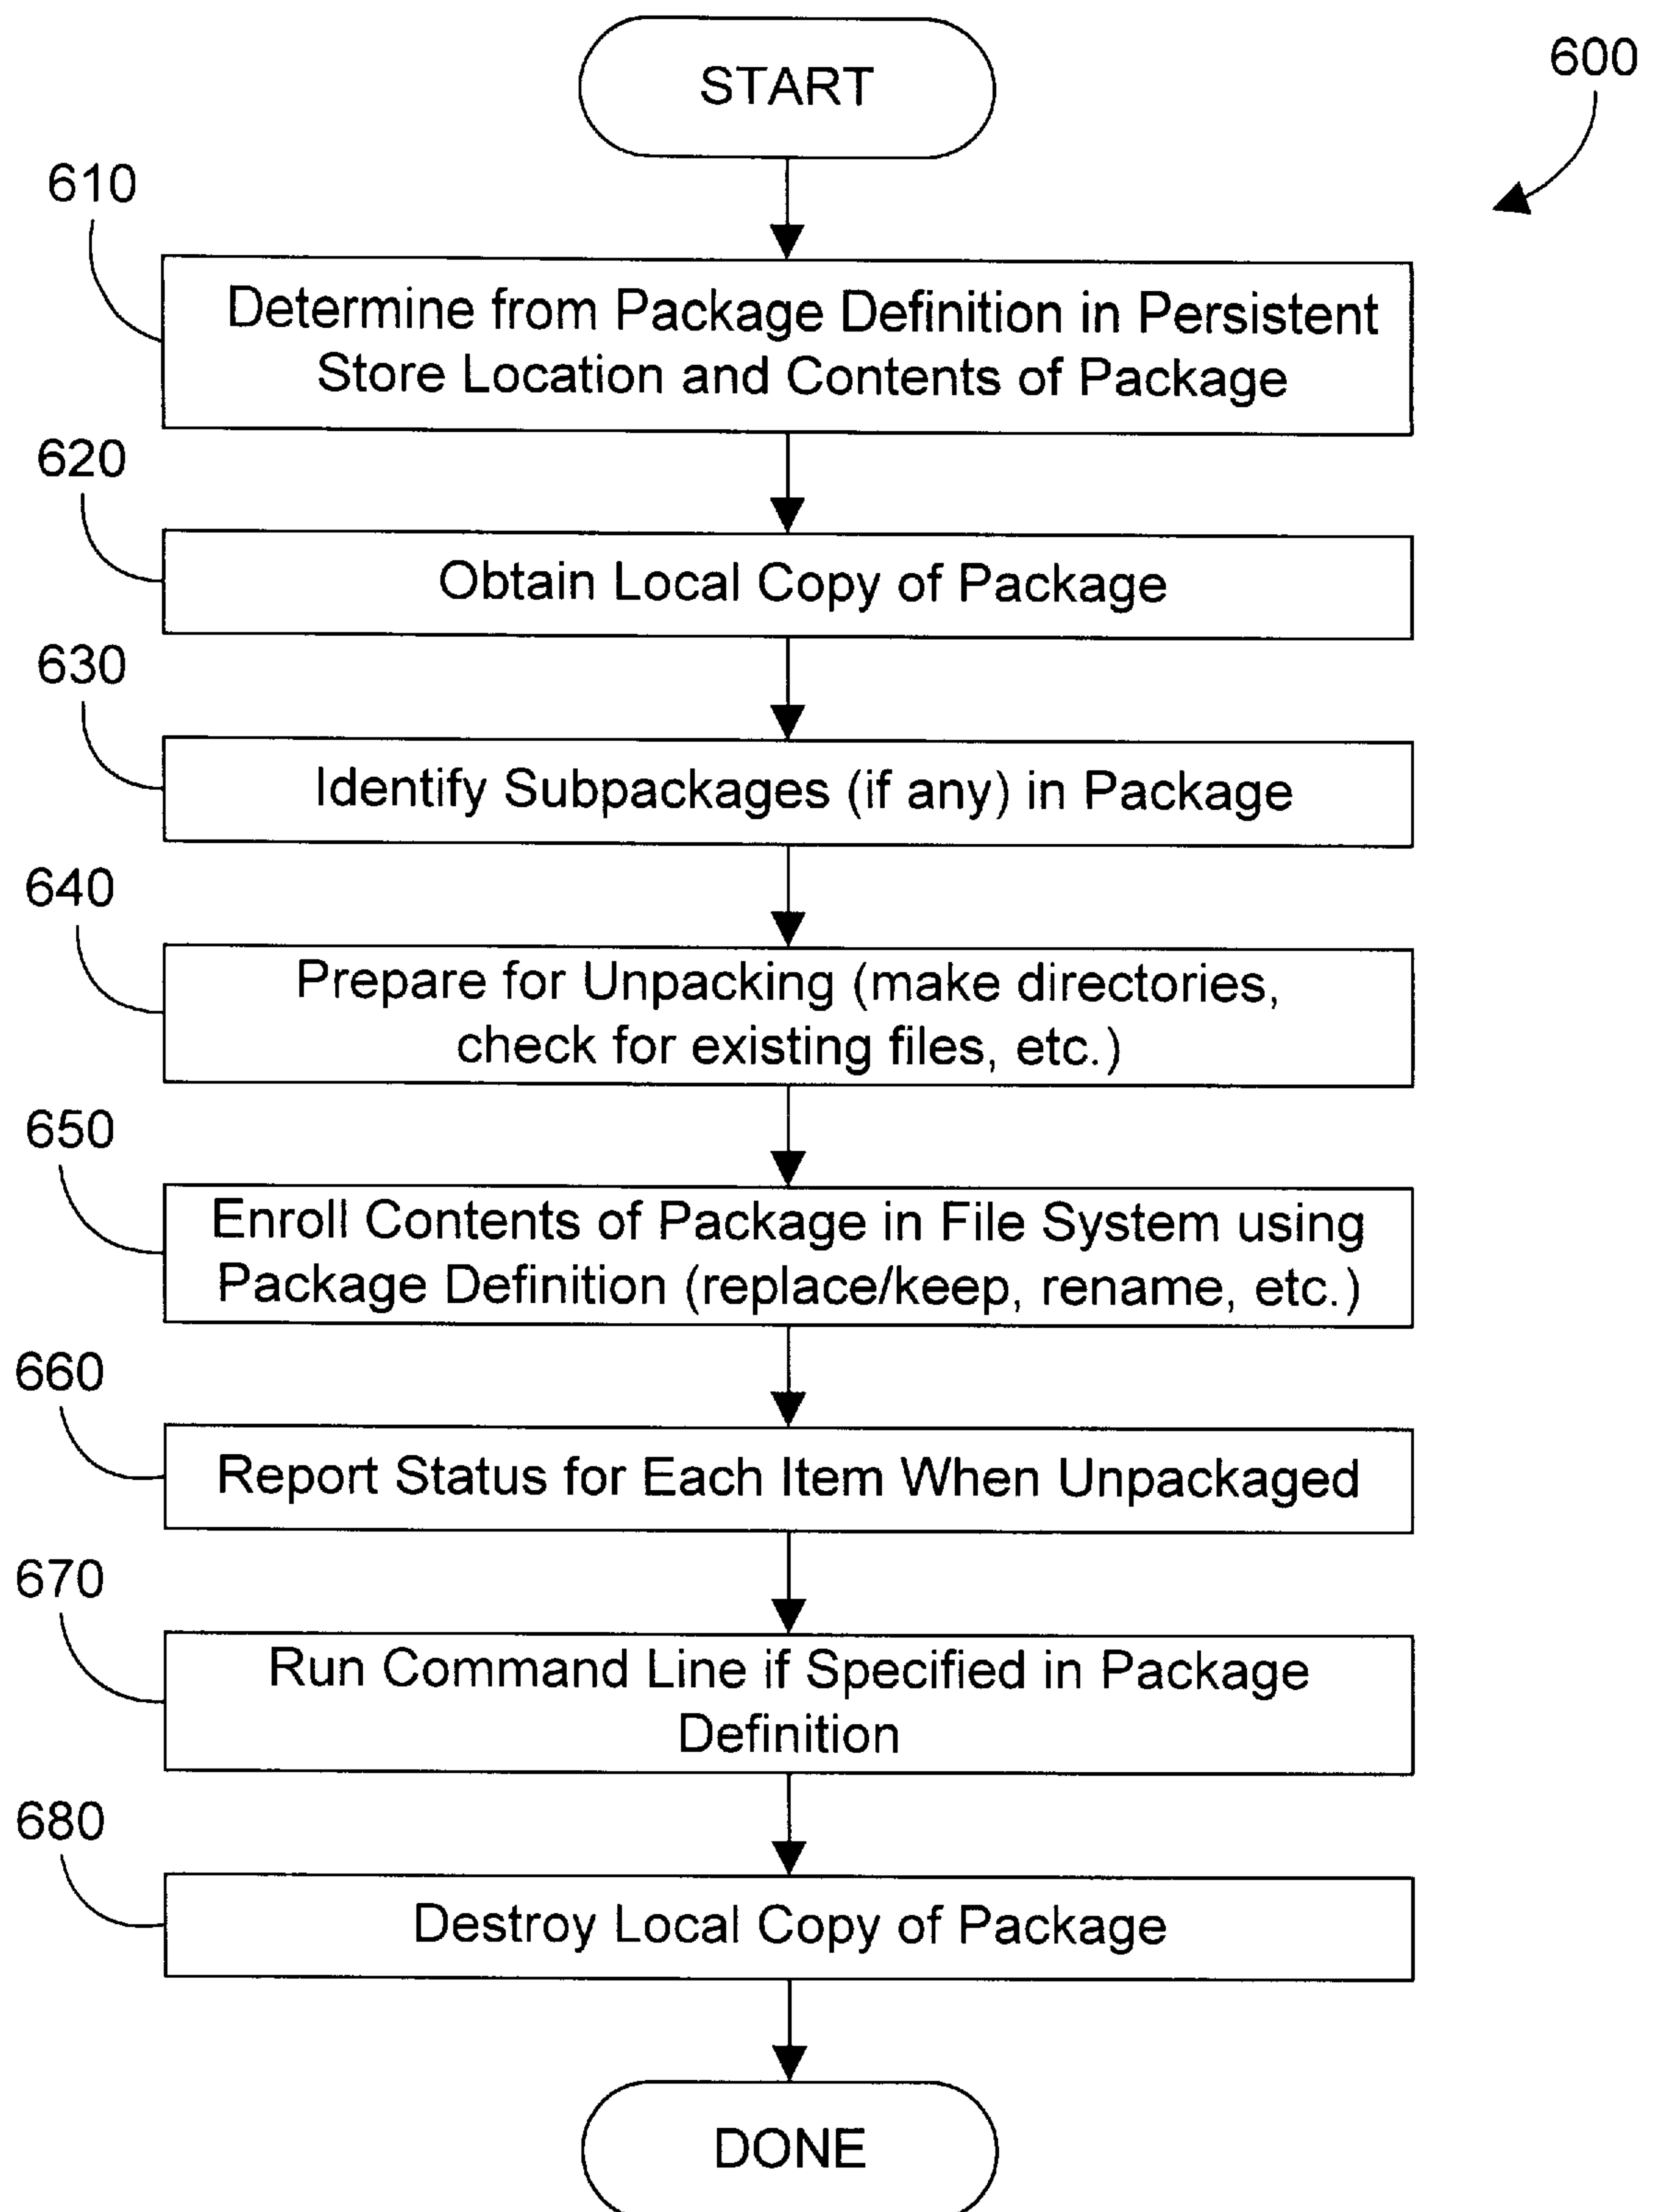 START
600
610
Determine from Package Definition in Persistent
Store Location and Contents of Package
620
Obtain Local Copy of Package
630
Identify Subpackages (if any) in Package
640
Prepare for Unpacking (make directories,
check for existing files, etc.)
650
Enroll Contents of Package in File System using
Package Definition (replace/keep, rename, etc.)
660
Report Status for Each Item When Unpackaged
670
Run Command Line if Specified in Package
Definition
680
Destroy Local Copy of Package
DONE